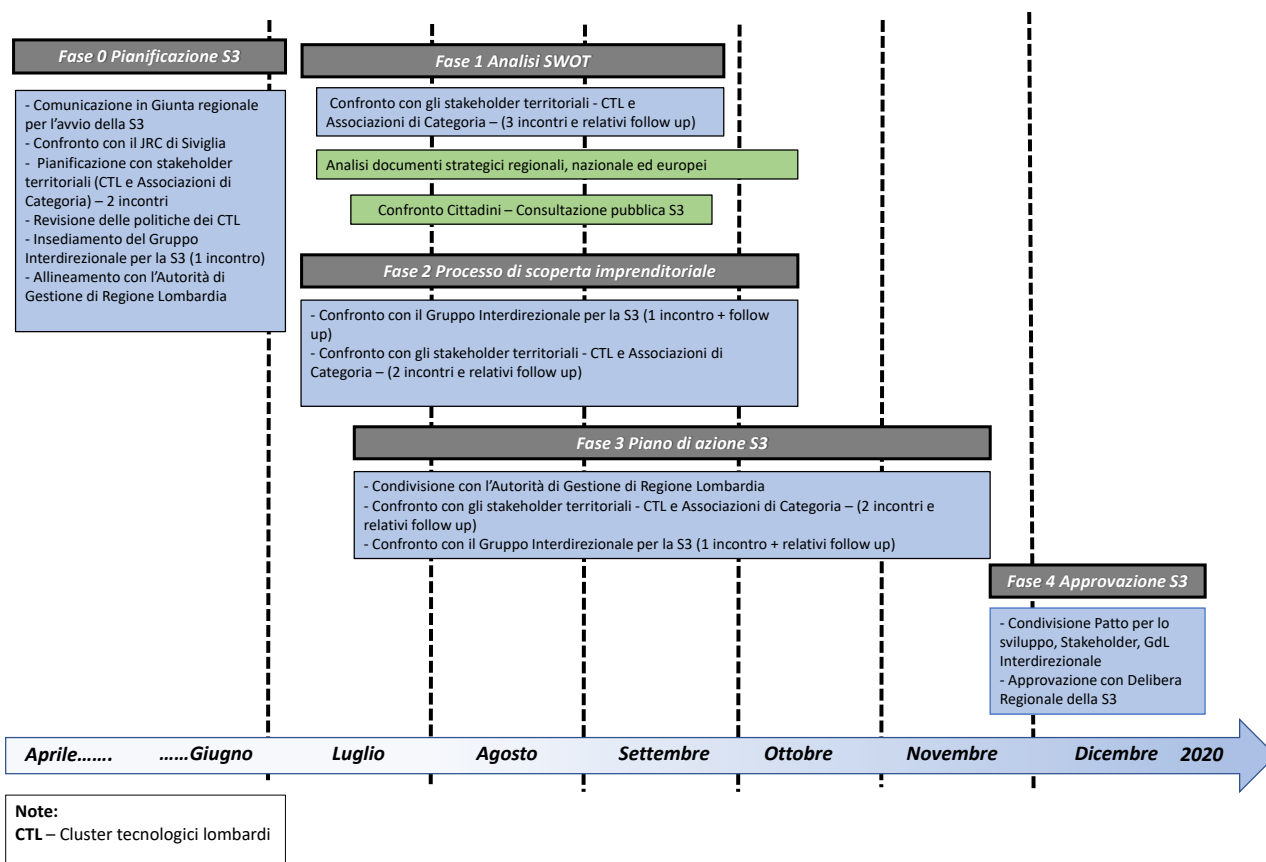 Fase 0 Pianificazione S3
- Comunicazione in Giunta regionale
per l'avvio della S3
- Confronto con il JRC di Siviglia
- Pianificazione con stakeholder
territoriali (CTL e Associazioni di
Categoria) – 2 incontri
- Revisione delle politiche dei CTL
- Insediamento del Gruppo
Interdirezionale per la S3 (1 incontro)
- Allineamento con l'Autorità di
Gestione di Regione Lombardia
Fase 1 Analisi SWOT
Confronto con gli stakeholder territoriali - CTL e
Associazioni di Categoria – (3 incontri e relativi follow up)
Analisi documenti strategici regionali, nazionale ed europei
Confronto Cittadini – Consultazione pubblica S3
Fase 2 Processo di scoperta imprenditoriale
- Confronto con il Gruppo Interdirezionale per la S3 (1 incontro + follow
up)
- Confronto con gli stakeholder territoriali - CTL e Associazioni di
Categoria – (2 incontri e relativi follow up)
Fase 3 Piano di azione S3
- Condivisione con l'Autorità di Gestione di Regione Lombardia
- Confronto con gli stakeholder territoriali - CTL e Associazioni di Categoria – (2 incontri e
relativi follow up)
- Confronto con il Gruppo Interdirezionale per la S3 (1 incontro + relativi follow up)
Fase 4 Approvazione S3
- Condivisione Patto per lo
sviluppo, Stakeholder, GdL
Interdirezionale
- Approvazione con Delibera
Regionale della S3
Aprile……. ……Giugno Luglio Agosto Settembre Ottobre Novembre Dicembre 2020
Note:
CTL – Cluster tecnologici lombardi